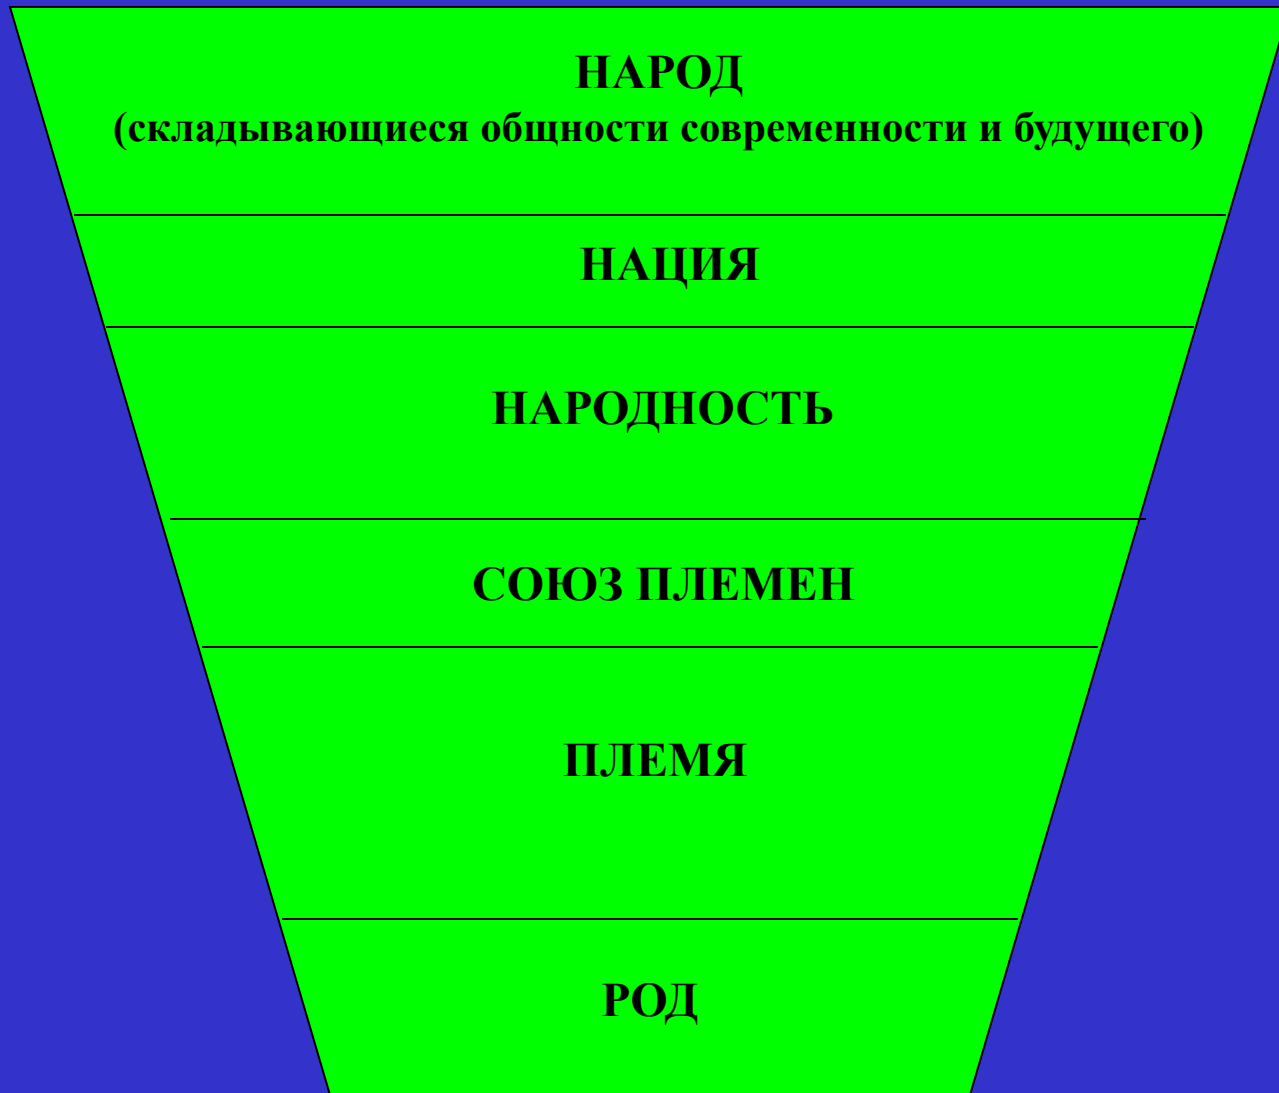 НАРОД
(складывающиеся общности современности и будущего)
НАЦИЯ
НАРОДНОСТЬ
СОЮЗ ПЛЕМЕН
ПЛЕМЯ
РОД